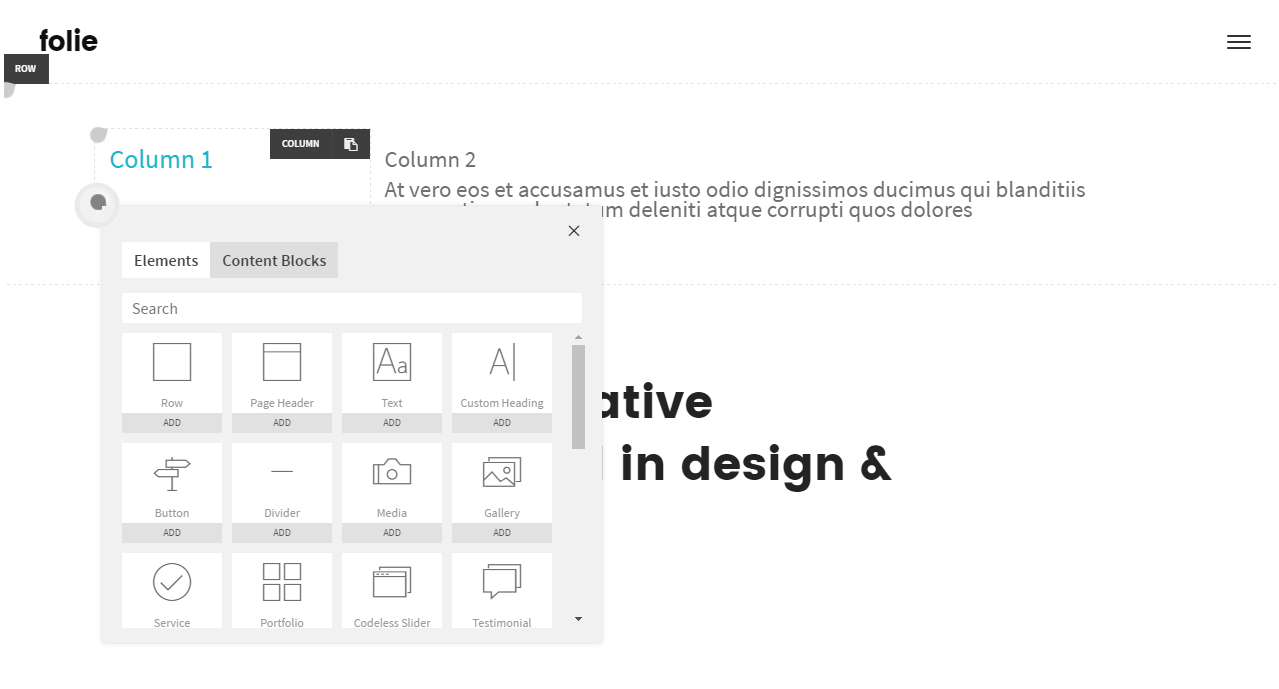 folie
ROW
COLUMN
Column 1
Column 2
At vero eos et accusamus et iusto odio dignissimos ducimus qui blanditiis
deleniti atque corrupti quos dolores
Elements
Content Blocks
Search
Row
Page Header
Text
Custom Heading
ADD
ADD
ADD
ADD
Button
Divider
Media
Gallery
ADD
ADD
ADD
ADD
Service
Portfolio
Codeless Slider
Testimonial
ative
in design &